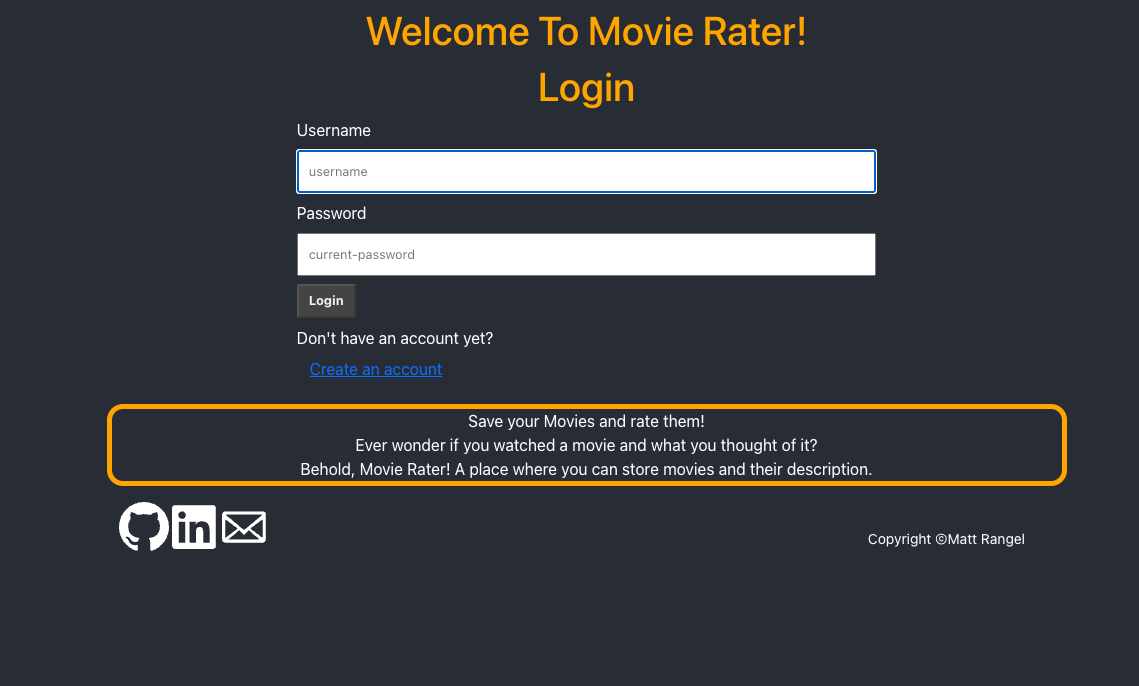 Welcome To Movie Rater!
Login
Username
username
Password
current-password
Login
Don't have an account yet?
Create an account
Save your Movies and rate them!
Ever wonder if you watched a movie and what you thought of it?
Behold, Movie Rater! A place where you can store movies and their description.
in
Copyright ©Matt Rangel